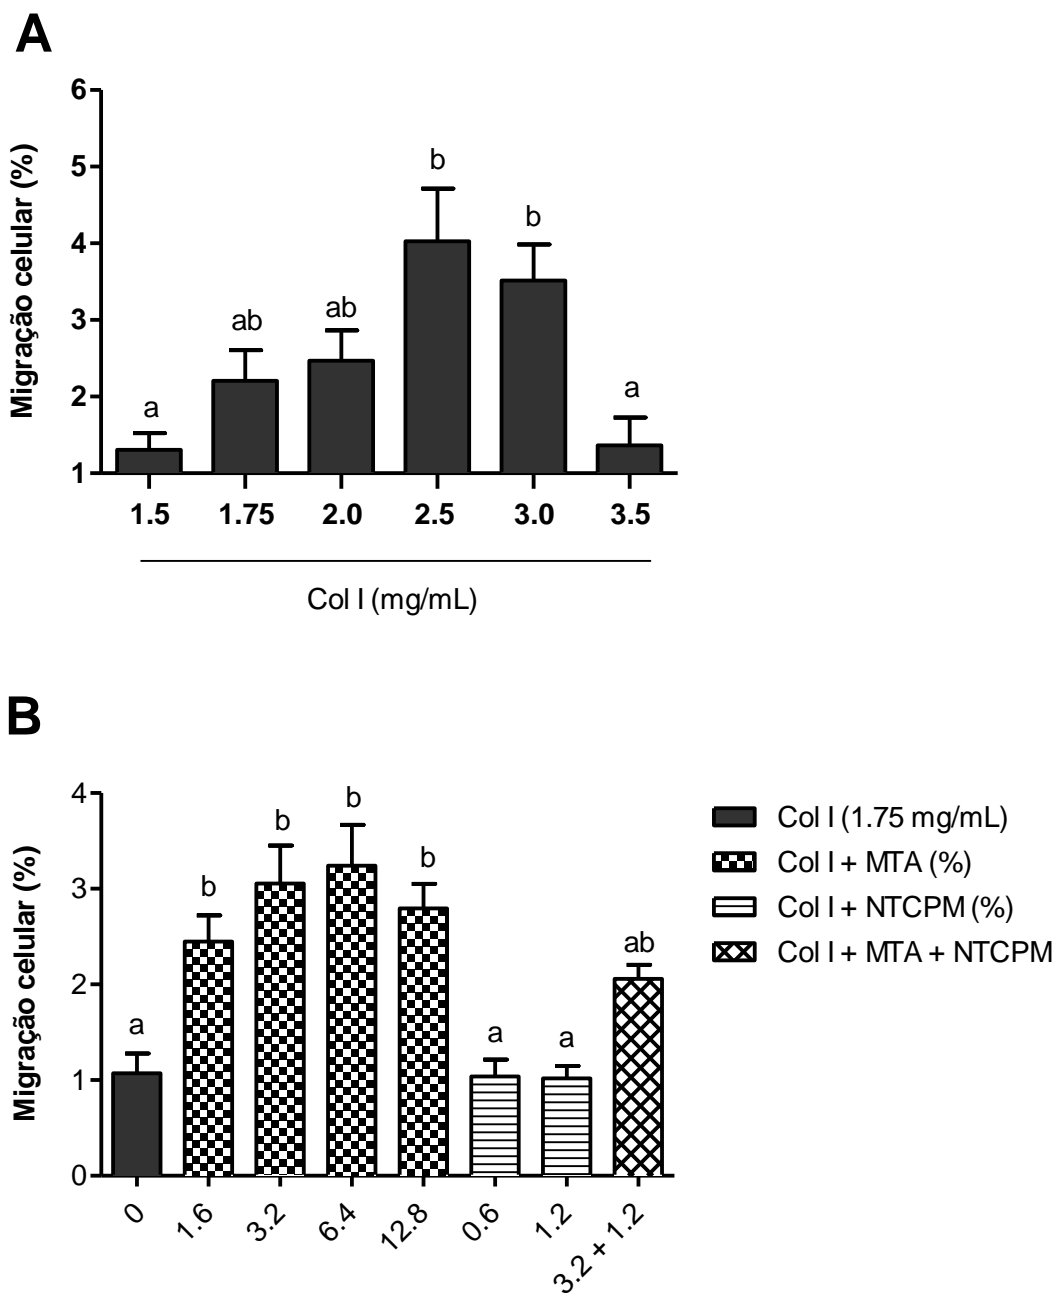 A
Migração celular (%)
6
5
4
3
2
1
a
ab
ab
b
b
a
1.5 1.75 2.0 2.5 3.0 3.5
Col I (mg/mL)
B
Migração celular (%)
4
3
2
1
0
a
b
b
b
b
a
a
ab
0 1.6 3.2 6.4 12.8 0.6 1.2 3.2 + 1.2
Col I (1.75 mg/mL)
Col I + MTA (%)
Col I + NTCPM (%)
Col I + MTA + NTCPM